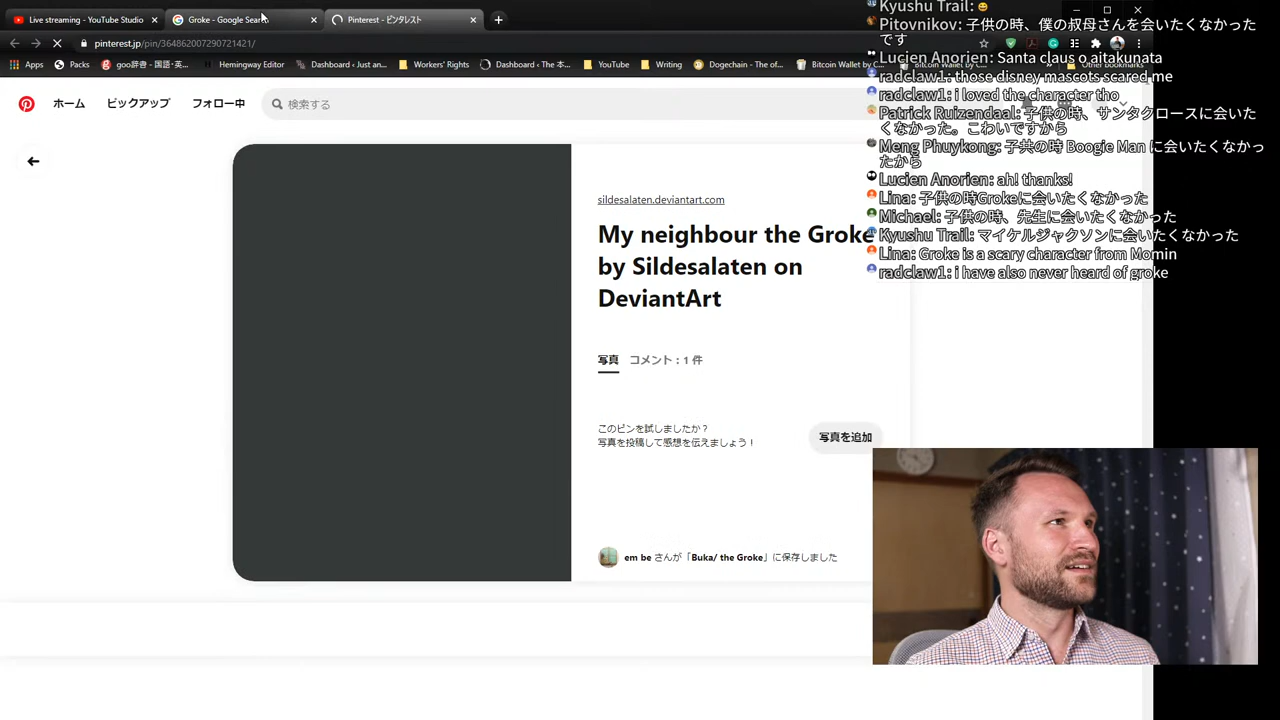 Live streaming - YouTube Studio
Groke - Google Search
Pinterest - ピンタレスト
pinterest.jp/pin/364862007290721421/
Apps
Packs
goo辞書 - 国語・英...
Hemingway Editor
Dashboard ‹ Just an...
Workers' Rights
Dashboard ‹ The 本...
YouTube
Writing
Dogechain - The of...
Bitcoin Wallet by C...
Bitcoin Wallet by C...
Other bookmarks
ホーム
ピックアップ
フォロー中
検索する
sildesalaten.deviantart.com
My neighbour the Groke
by Sildesalaten on
DeviantArt
写真
コメント：1 件
このピンを試しましたか？
写真を投稿して感想を伝えましょう！
写真を追加
em be さんが「Buka/ the Groke」に保存しました
Kyushu Trail:
Pitovnikov: 子供の時、僕の叔母さんを会いたくなかった
です
Lucien Anorien: Santa claus o aitakunata
radclaw1: those disney mascots scared me
radclaw1: i loved the character tho
Patrick Ruizendaal: 子供の時、サンタクロースに会いた
くなかった。こわいですから
Meng Phuykong: 子共の時 Boogie Man に会いたくなかっ
たから
Lucien Anorien: ah! thanks!
Lina: 子供の時Grokeに会いたくなかった
Michael: 子供の時、先生に会いたくなかった
Kyushu Trail: マイケルジャクソンに会いたくなかった
Lina: Groke is a scary character from Momin
radclaw1: i have also never heard of groke